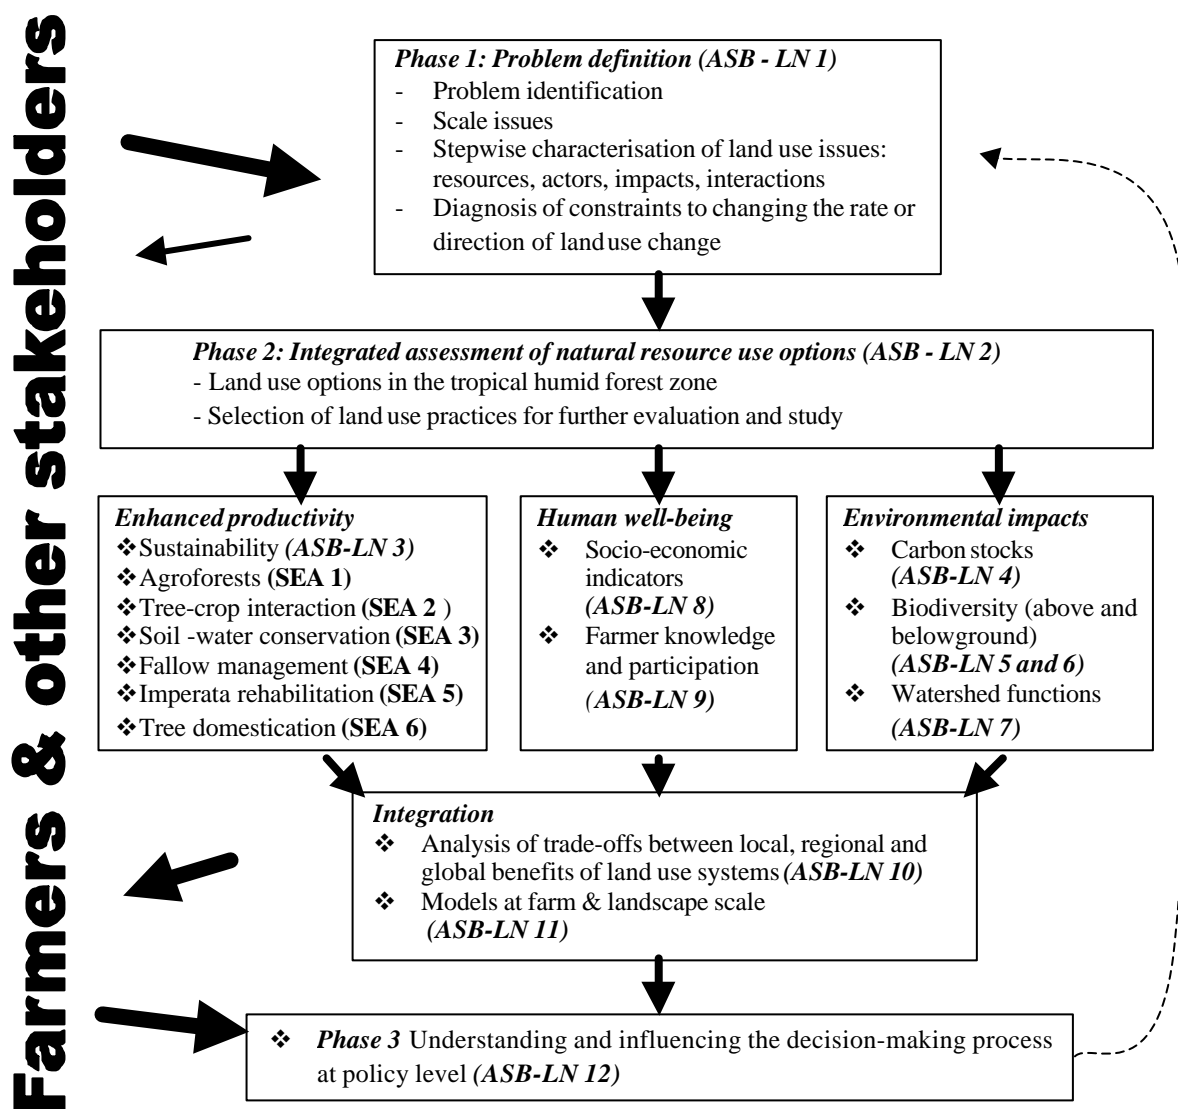 Farmers & other stakeholders
Phase 1: Problem definition (ASB - LN 1)
- Problem identification
- Scale issues
- Stepwise characterisation of land use issues:
resources, actors, impacts, interactions
- Diagnosis of constraints to changing the rate or
direction of land use change
Phase 2: Integrated assessment of natural resource use options (ASB - LN 2)
- Land use options in the tropical humid forest zone
- Selection of land use practices for further evaluation and study
Enhanced productivity
❖Sustainability (ASB-LN 3)
❖Agroforests (SEA 1)
❖Tree-crop interaction (SEA 2 )
❖Soil -water conservation (SEA 3)
❖Fallow management (SEA 4)
❖Imperata rehabilitation (SEA 5)
❖Tree domestication (SEA 6)
Human well-being
❖ Socio-economic
indicators
(ASB-LN 8)
❖ Farmer knowledge
and participation
(ASB-LN 9)
Environmental impacts
❖ Carbon stocks
(ASB-LN 4)
❖ Biodiversity (above and
belowground)
(ASB-LN 5 and 6)
❖ Watershed functions
(ASB-LN 7)
Integration
❖ Analysis of trade-offs between local, regional and
global benefits of land use systems (ASB-LN 10)
❖ Models at farm & landscape scale
(ASB-LN 11)
❖ Phase 3 Understanding and influencing the decision-making process
at policy level (ASB-LN 12)